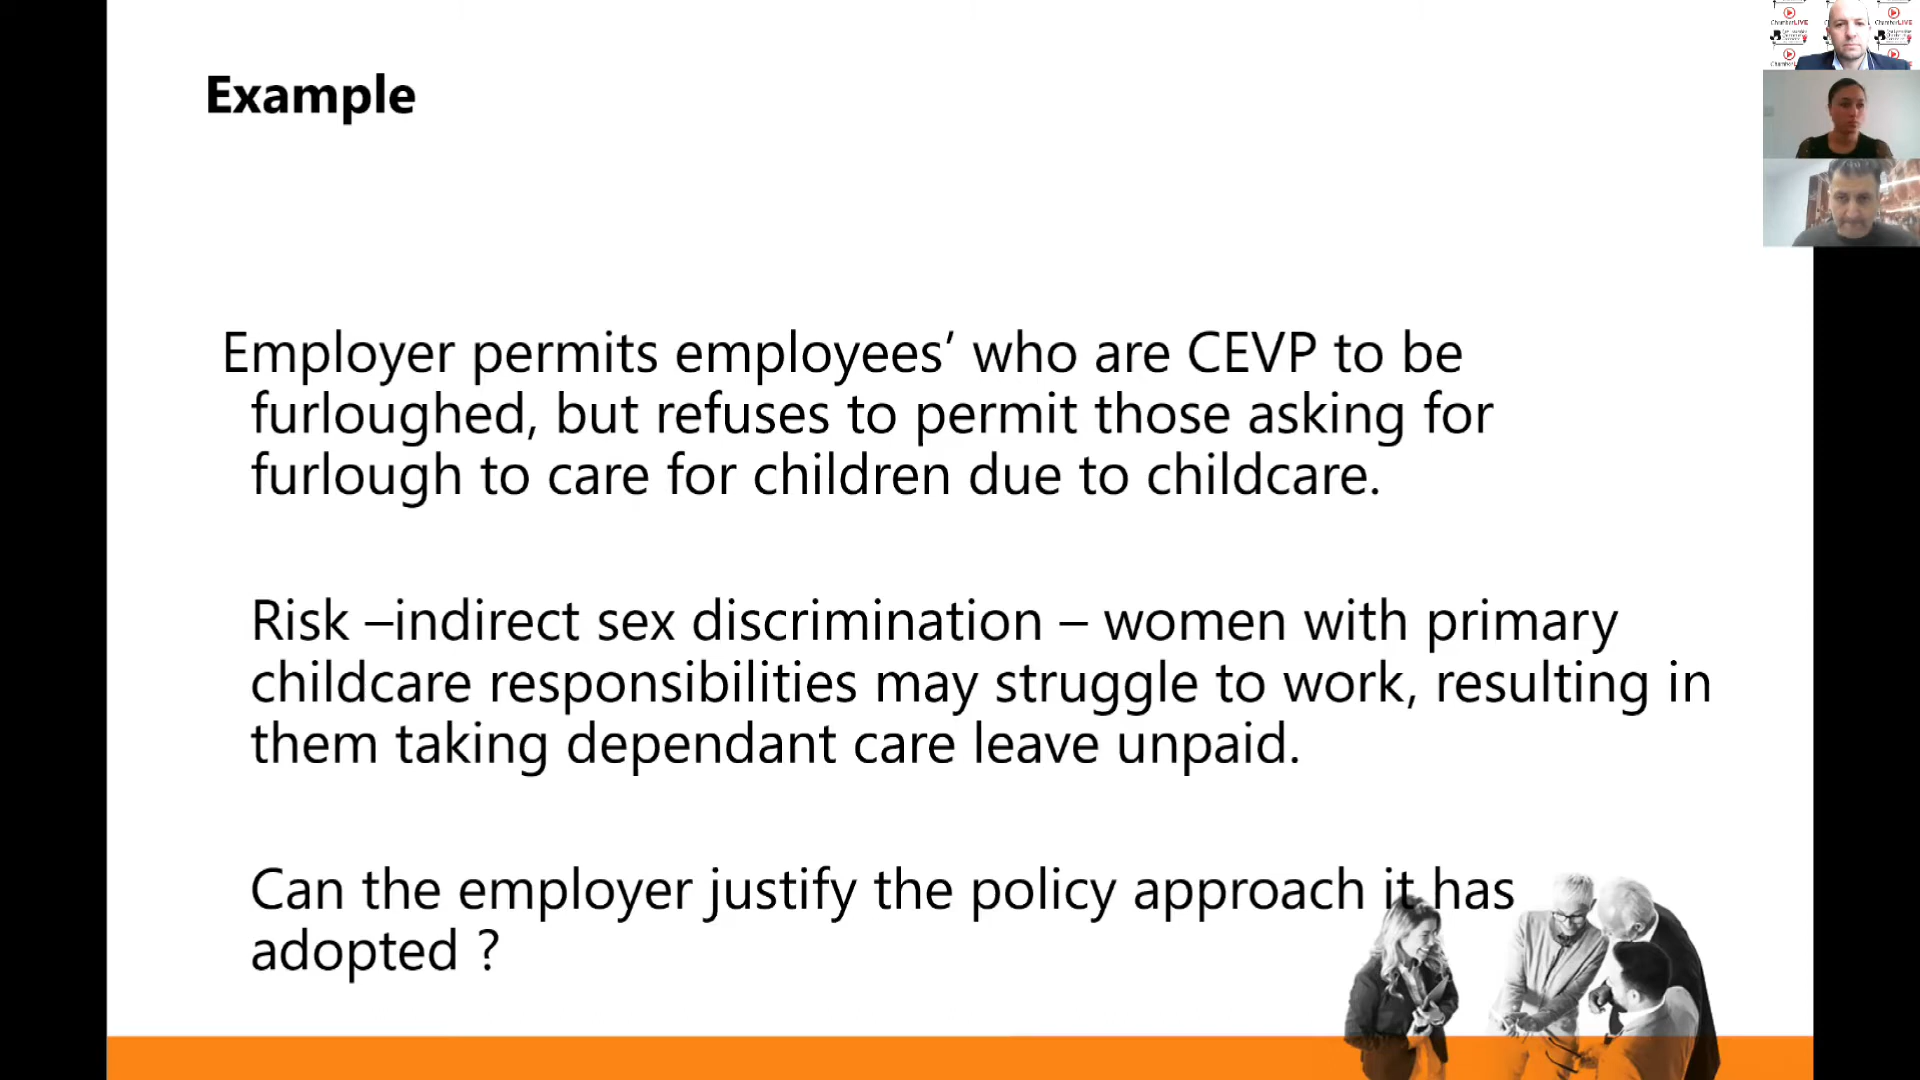 Example
Employer permits employees’ who are CEVP to be
furloughed, but refuses to permit those asking for
furlough to care for children due to childcare.
Risk –indirect sex discrimination – women with primary
childcare responsibilities may struggle to work, resulting in
them taking dependant care leave unpaid.
Can the employer justify the policy approach it has
adopted ?
ChamberLIVE
ChamberLIVE